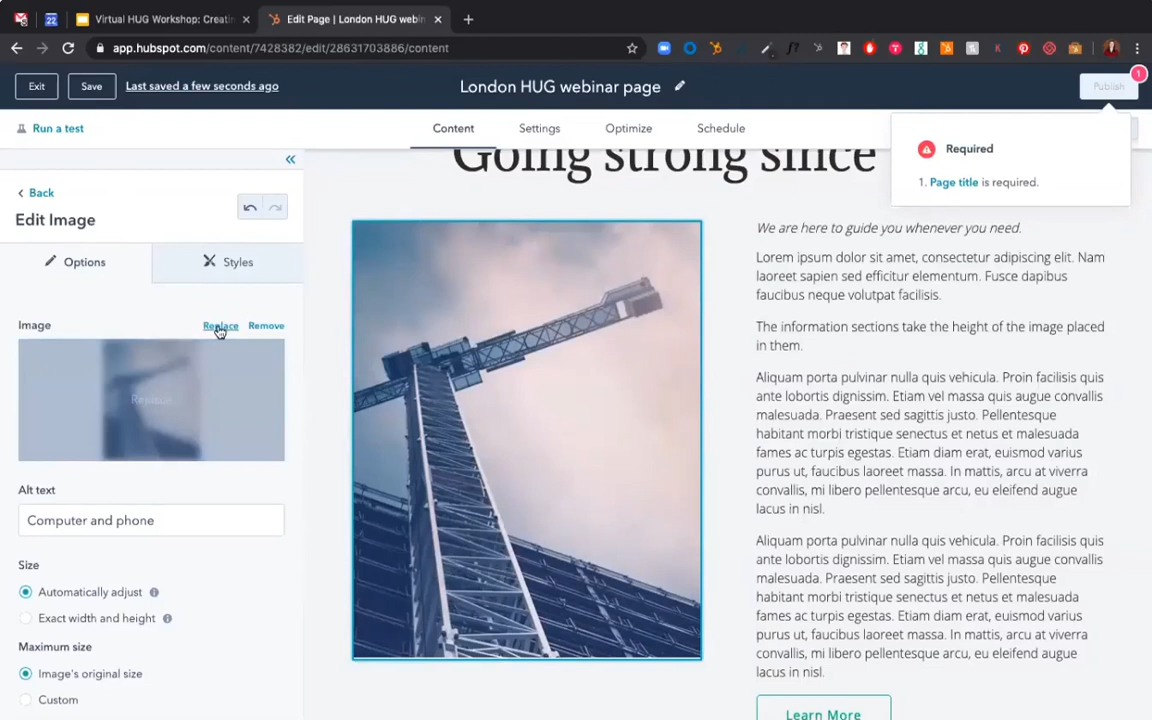 Virtual HUG Workshop: Creatin
Edit Page | London HUG webin
22
app.hubspot.com/content/7428382/edit/28631703886/content
Exit
Save
Last saved a few seconds ago
London HUG webinar page
Publish
1
Run a test
Content
Settings
Optimize
Schedule
Required
1. Page title is required.
Back
Edit Image
Options
Styles
Image
Replace
Remove
Replace
Alt text
Computer and phone
Size
Automatically adjust
Exact width and height
Maximum size
Image's original size
Custom
Going strong since
We are here to guide you whenever you need.
Lorem ipsum dolor sit amet, consectetur adipiscing elit. Nam
laoreet sapien sed efficitur elementum. Fusce dapibus
faucibus neque volutpat facilisis.
The information sections take the height of the image placed
in them.
Aliquam porta pulvinar nulla quis vehicula. Proin facilisis quis
ante lobortis dignissim. Etiam vel massa quis augue convallis
malesuada. Praesent sed sagittis justo. Pellentesque
habitant morbi tristique senectus et netus et malesuada
fames ac turpis egestas. Etiam diam erat, euismod varius
purus ut, faucibus laoreet massa. In mattis, arcu at viverra
convallis, mi libero pellentesque arcu, eu eleifend augue
lacus in nisl.
Aliquam porta pulvinar nulla quis vehicula. Proin facilisis quis
ante lobortis dignissim. Etiam vel massa quis augue convallis
malesuada. Praesent sed sagittis justo. Pellentesque
habitant morbi tristique senectus et netus et malesuada
fames ac turpis egestas. Etiam diam erat, euismod varius
purus ut, faucibus laoreet massa. In mattis, arcu at viverra
convallis, mi libero pellentesque arcu, eu eleifend augue
lacus in nisl.
Learn More